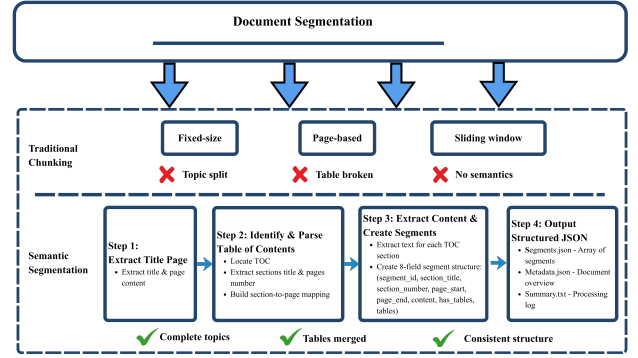 Document Segmentation
Traditional
Chunking
Fixed-size
Page-based
Sliding window
Topic split
Table broken
No semantics
Semantic
Segmentation
Step 1:
Extract Title Page
• Extract title & page
content
Step 2: Identify & Parse
Table of Contents
• Locate TOC
• Extract sections title & pages
number
• Build section-to-page mapping
Step 3: Extract Content &
Create Segments
• Extract text for each TOC
section
• Create 8-field segment structure:
(segment_id, section_title,
section_number, page_start,
page_end, content, has_tables,
tables)
Step 4: Output
Structured JSON
• Segments.json - Array of
segments
• Metadata.json - Document
overview
• Summary.txt - Processing
log
Complete topics
Tables merged
Consistent structure